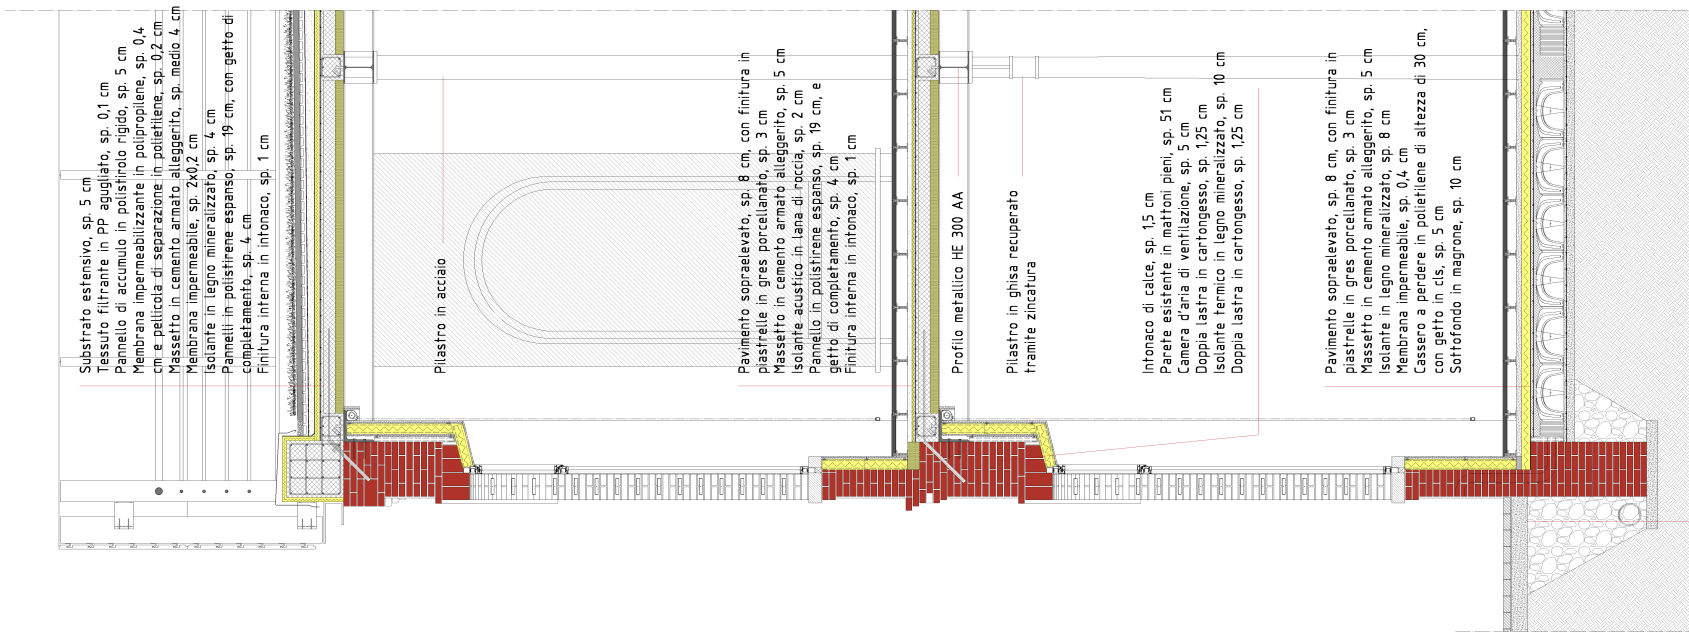 Substrato estensivo, sp. 5 cm
Tessuto filtrante in PP agugliato, sp. 0,1 cm
Pannello di accumulo in polistirolo rigido, sp. 5 cm
Membrana impermeabilizzante in polipropilene, sp. 0,4
cm e pellicola di separazione in polietilene, sp. 0,2 cm
Massetto in cemento armato alleggerito, sp. medio 4 cm
Membrana impermeabile, sp. 2x0,2 cm
Isolante in legno mineralizzato, sp. 4 cm
Pannelli in polistirene espanso, sp. 19 cm, con getto di
completamento, sp. 4 cm
Finitura interna in intonaco, sp. 1 cm
Pilastro in acciaio
Pavimento sopraelevato, sp. 8 cm, con finitura in
piastrelle in gres porcellanato, sp. 3 cm
Massetto in cemento armato alleggerito, sp. 5 cm
Isolante acustico in lana di roccia, sp. 2 cm
Pannello in polistirene espanso, sp. 19 cm, e
getto di completamento, sp. 4 cm
Finitura interna in intonaco, sp. 1 cm
Profilo metallico HE 300 AA
Pilastro in ghisa recuperato
tramite zincatura
Intronaco di calce, sp. 1,5 cm
Parete esistente in mattoni pieni, sp. 51 cm
Camera d'aria di ventilazione, sp. 5 cm
Doppia lastra in cartongesso, sp. 1,25 cm
Isolante termico in legno mineralizzato, sp. 10 cm
Doppia lastra in cartongesso, sp. 1,25 cm
Pavimento sopraelevato, sp. 8 cm, con finitura in
piastrelle in gres porcellanato, sp. 3 cm
Massetto in cemento armato alleggerito, sp. 5 cm
Isolante in legno mineralizzato, sp. 8 cm
Membrana impermeabile, sp. 0,4 cm
Cassero a perdere in polietilene di altezza di 30 cm,
con getto in cls, sp. 5 cm
Sottofondo in magrone, sp. 10 cm